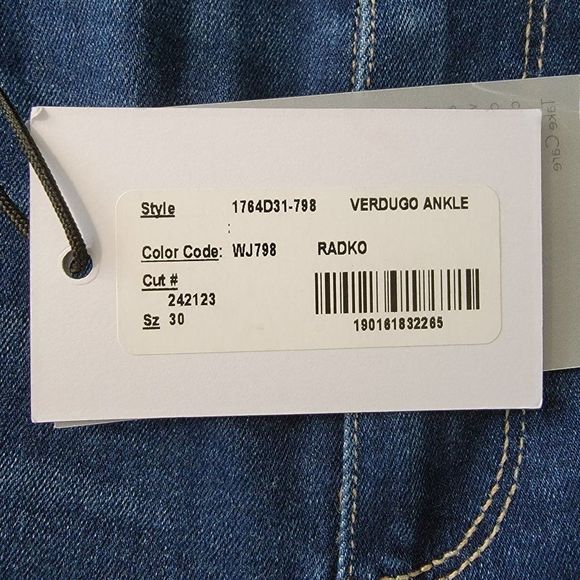 Style 1764D31-798 VERDUGO ANKLE
:
Color Code: WJ798 RADKO
Cut #
242123
Sz 30
190161832265
Take Care